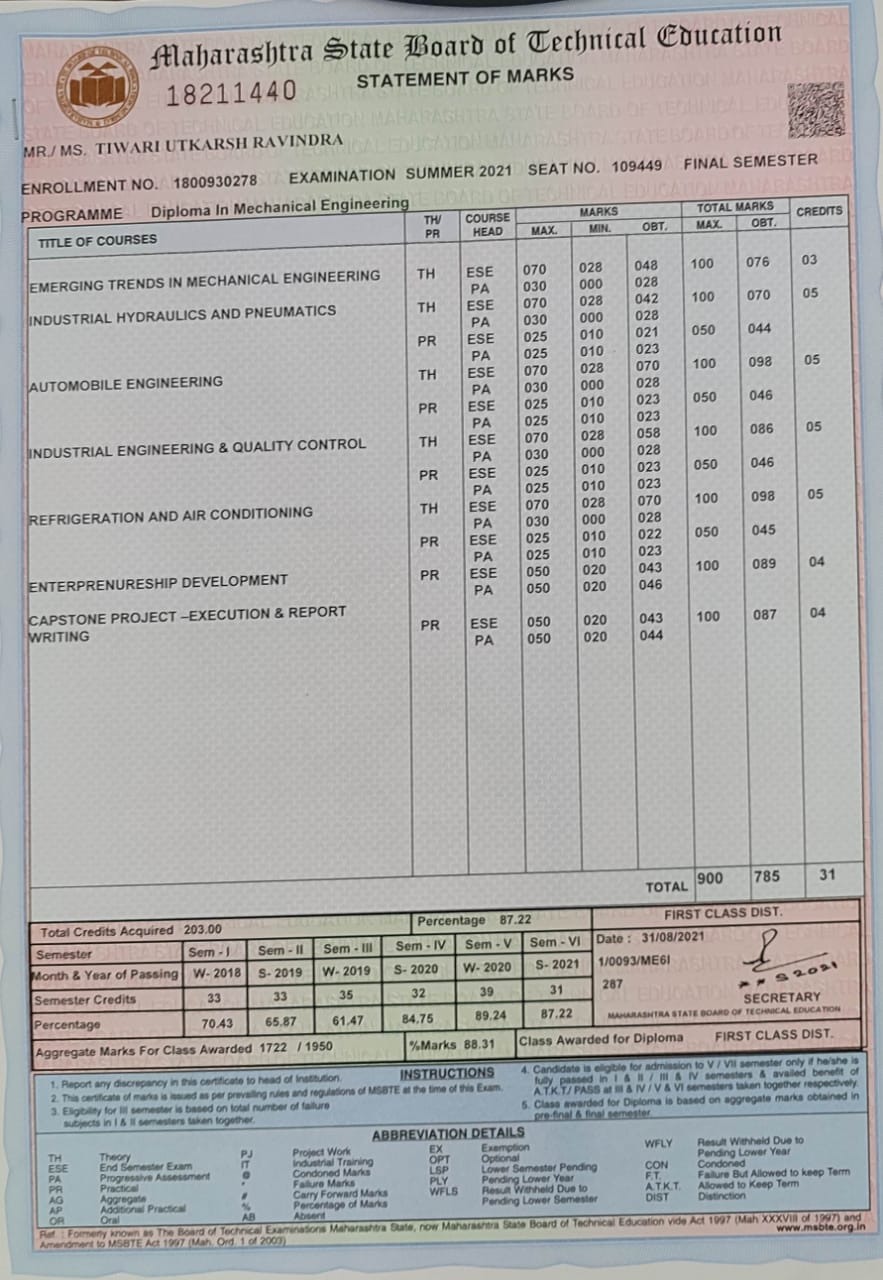 Maharashtra State Board of Technical Education
18211440 STATEMENT OF MARKS
MR./ MS. TIWARI UTKARSH RAVINDRA
ENROLLMENT NO. 1800930278 EXAMINATION SUMMER 2021 SEAT NO. 109449 FINAL SEMESTER
PROGRAMME Diploma In Mechanical Engineering
TITLE OF COURSES TH/ PR COURSE HEAD MARKS MAX. MIN. OBT. TOTAL MARKS MAX. OBT. CREDITS
EMERGING TRENDS IN MECHANICAL ENGINEERING TH ESE 070 028 048 100 076 03
PA 030 000 028
INDUSTRIAL HYDRAULICS AND PNEUMATICS TH ESE 070 028 042 100 070 05
PA 030 000 028
PR ESE 025 010 021 050 044
PA 025 010 023
AUTOMOBILE ENGINEERING TH ESE 070 028 070 100 098 05
PA 030 000 028
PR ESE 025 010 023 050 046
PA 025 010 023
INDUSTRIAL ENGINEERING & QUALITY CONTROL TH ESE 070 028 058 100 086 05
PA 030 000 028
PR ESE 025 010 023 050 046
PA 025 010 023
REFRIGERATION AND AIR CONDITIONING TH ESE 070 028 070 100 098 05
PA 030 000 028
PR ESE 025 010 022 050 045
PA 025 010 023
ENTERPRENURESHIP DEVELOPMENT PR ESE 050 020 043 100 089 04
PA 050 020 046
CAPSTONE PROJECT –EXECUTION & REPORT
WRITING PR ESE 050 020 043 100 087 04
PA 050 020 044
TOTAL 900 785 31
Total Credits Acquired 203.00 Percentage 87.22 FIRST CLASS DIST.
Semester Sem - I Sem - II Sem - III Sem - IV Sem - V Sem - VI
Month & Year of Passing W- 2018 S- 2019 W- 2019 S- 2020 W- 2020 S- 2021
Semester Credits 33 33 35 32 39 31
Percentage 70.43 65.87 61.47 84.75 89.24 87.22
Date : 31/08/2021
1/0093/ME6I
287
SECRETARY
MAHARASHTRA STATE BOARD OF TECHNICAL EDUCATION
Aggregate Marks For Class Awarded 1722 / 1950 %Marks 88.31 Class Awarded for Diploma FIRST CLASS DIST.
INSTRUCTIONS
1. Report any discrepancy in this certificate to head of Institution.
2. This certificate of marks is issued as per prevailing rules and regulations of MSBTE at the time of this Exam.
3. Eligibility for III semester is based on total number of failure
subjects in I & II semesters taken together.
4. Candidate is eligible for admission to V / VII semester only if he/she is
fully passed in I & II / III & IV semesters & availed benefit of
A.T.K.T./ PASS at III & IV / V & VI semesters taken together respectively.
5. Class awarded for Diploma is based on aggregate marks obtained in
pre-final & final semester.
ABBREVIATION DETAILS
TH Theory
ESE End Semester Exam
PA Progressive Assessment
PR Practical
AG Aggregate
AP Additional Practical
OR Oral
PJ Project Work
IT Industrial Training
@ Condoned Marks
* Failure Marks
# Carry Forward Marks
% Percentage of Marks
AB Absent
EX Exemption
OPT Optional
LSP Lower Semester Pending
PLY Pending Lower Year
WFLS Result Withheld Due to
Pending Lower Semester
WFLY Result Withheld Due to
Pending Lower Year
CON Condoned
F.T. Failure But Allowed to keep Term
A.T.K.T. Allowed to Keep Term
DIST Distinction
Ref : Formerly known as The Board of Technical Examinations Maharashtra State, now Maharashtra State Board of Technical Education vide Act 1997 (Mah XXXVIII of 1997) and
Amendment to MSBTE Act 1997 (Mah. Ord. 1 of 2003)
www.msbte.org.in